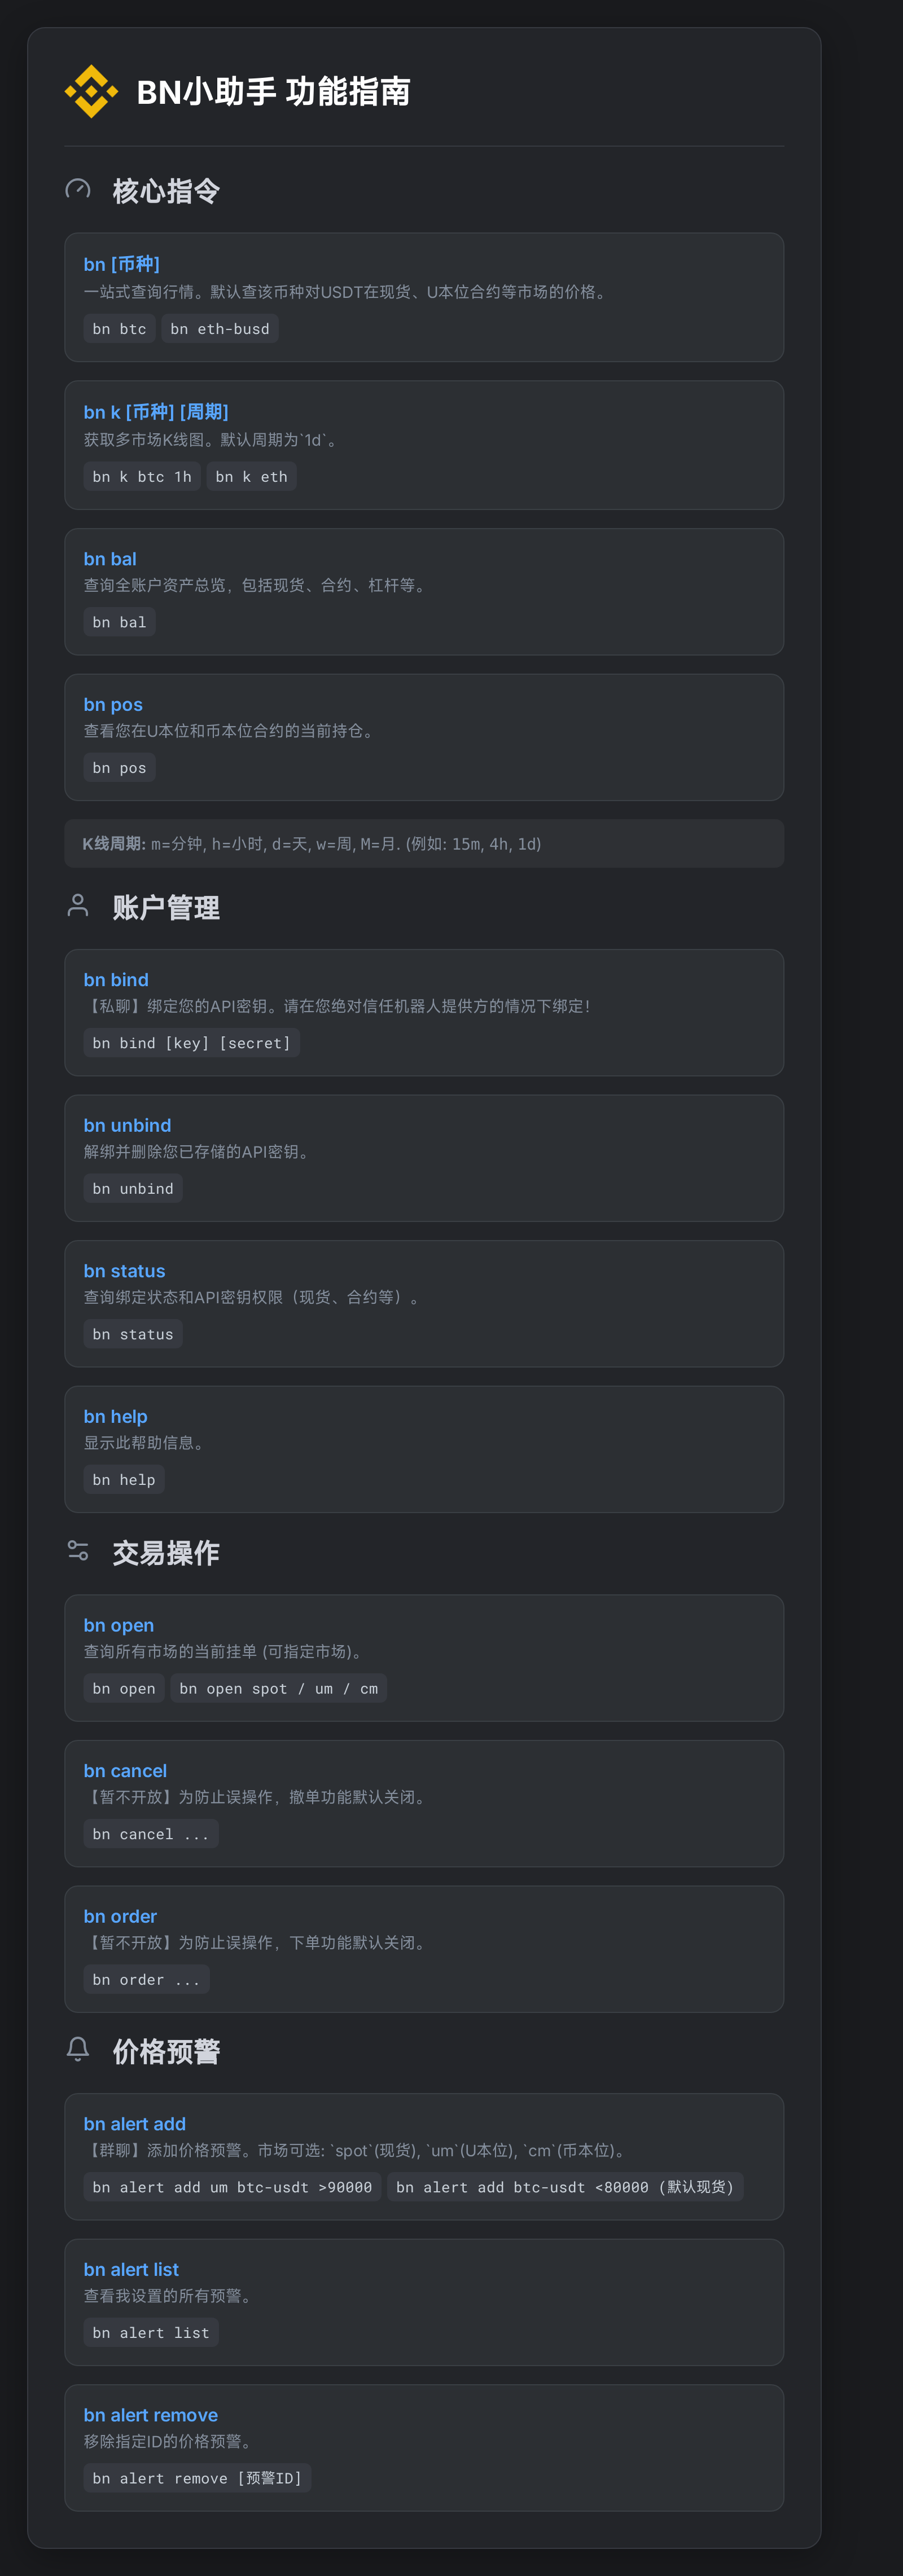 BN小助手 功能指南
核心指令
bn [币种]
一站式查询行情。默认查该币种对USDT在现货、U本位合约等市场的价格。
bn btc bn eth-busd
bn k [币种] [周期]
获取多市场K线图。默认周期为`1d`。
bn k btc 1h bn k eth
bn bal
查询全账户资产总览，包括现货、合约、杠杆等。
bn bal
bn pos
查看您在U本位和币本位合约的当前持仓。
bn pos
K线周期: m=分钟, h=小时, d=天, w=周, M=月. (例如: 15m, 4h, 1d)
账户管理
bn bind
【私聊】绑定您的API密钥。请在您绝对信任机器人提供方的情况下绑定！
bn bind [key] [secret]
bn unbind
解绑并删除您已存储的API密钥。
bn unbind
bn status
查询绑定状态和API密钥权限（现货、合约等）。
bn status
bn help
显示此帮助信息。
bn help
交易操作
bn open
查询所有市场的当前挂单 (可指定市场)。
bn open bn open spot / um / cm
bn cancel
【暂不开放】为防止误操作，撤单功能默认关闭。
bn cancel ...
bn order
【暂不开放】为防止误操作，下单功能默认关闭。
bn order ...
价格预警
bn alert add
【群聊】添加价格预警。市场可选: `spot`(现货), `um`(U本位), `cm`(币本位)。
bn alert add um btc-usdt >90000 bn alert add btc-usdt <80000 (默认现货)
bn alert list
查看我设置的所有预警。
bn alert list
bn alert remove
移除指定ID的价格预警。
bn alert remove [预警ID]